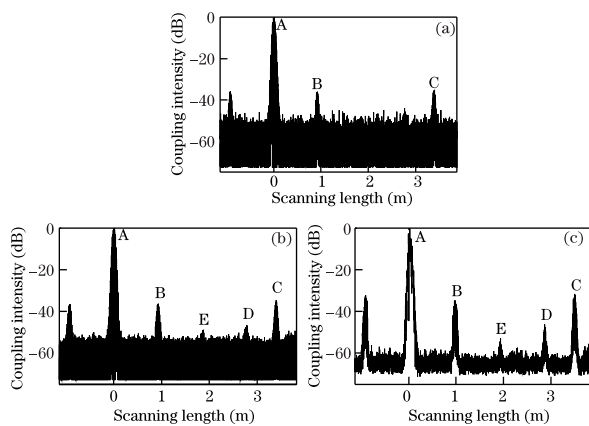 (a)
Coupling intensity (dB)
0
−20
−40
−60
A
B
C
0 1 2 3
Scanning length (m)
(b)
Coupling intensity (dB)
0
−20
−40
−60
A
B
E
D
C
0 1 2 3
Scanning length (m)
(c)
Coupling intensity (dB)
0
−20
−40
−60
A
B
E
D
C
0 1 2 3
Scanning length (m)